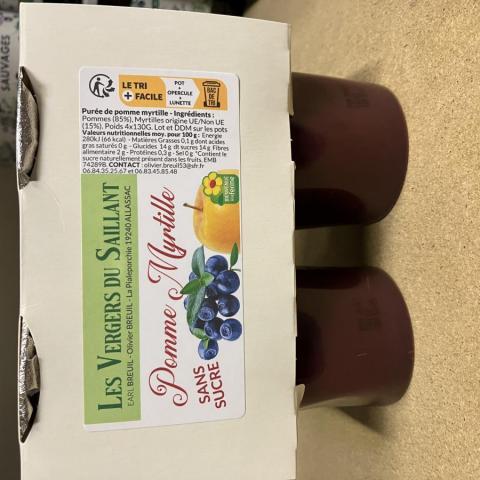 LE TRI
+ FACILE
POT
+
OPERCULE
+
LUNETTE
BAC
DE
TRI
Purée de pomme myrtille - Ingrédients :
Pommes (85%), Myrtilles origine UE/Non UE
(15%), Poids 4x130G. Lot et DDM sur les pots
Valeurs nutritionnelles moy. pour 100 g : Energie
280kJ (66 kcal) - Matières Grasses 0,1 g dont acides
gras saturés 0 g - Glucides 14 g dt sucres 14 g Fibres
alimentaire 2 g - Protéines 0,3 g - Sel 0 g *Contient le
sucre naturellement présent dans les fruits. EMB
74289B. CONTACT : olivier.breuil53@sfr.fr
06.84.35.25.67 et 06.83.45.85.48
LES VERGERS DU SAILLANT
EARL BREUIL - Olivier BREUIL - La Pialeporchie 19240 ALLASSAC
Pomme Myrtille
SANS
SUCRE
BIENVENUE
à la ferme
SAUVAGES